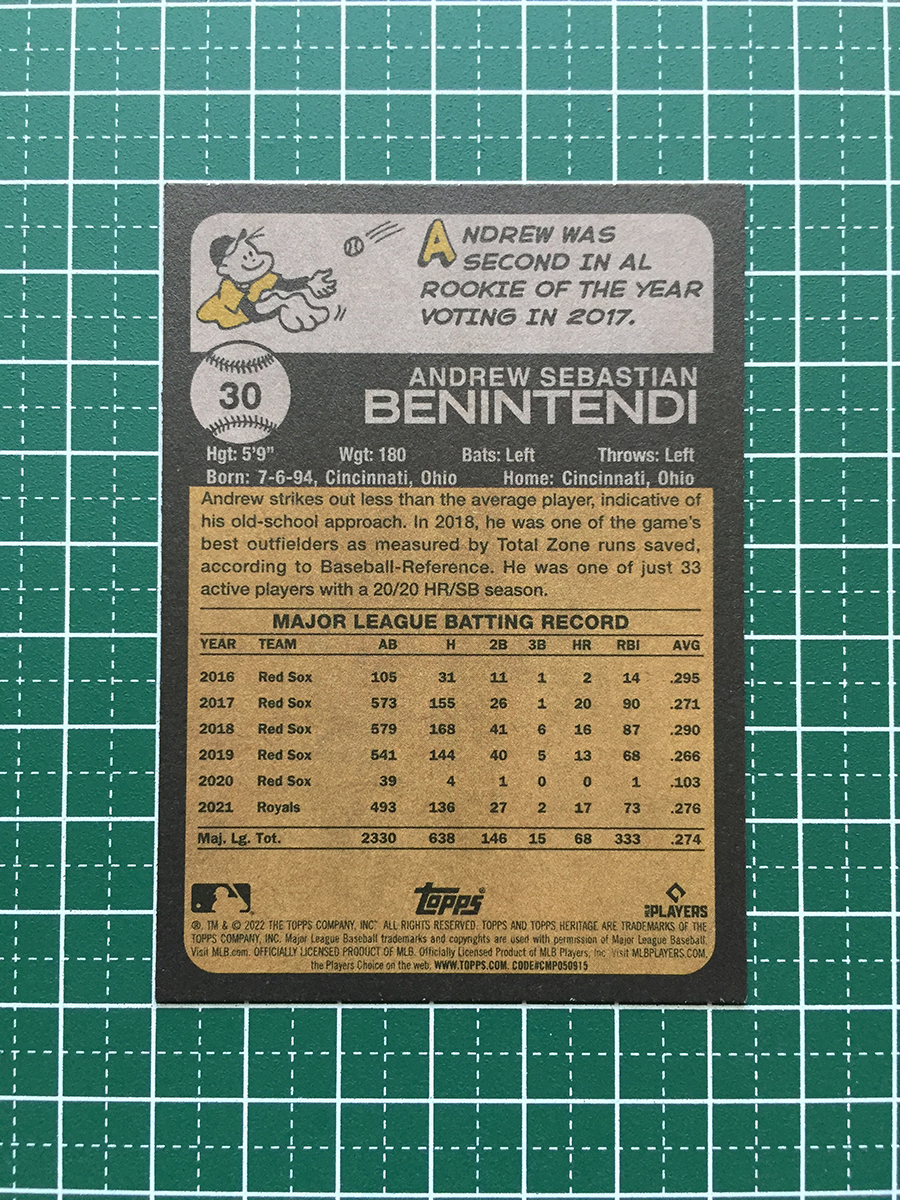 ANDREW WAS
SECOND IN AL
ROOKIE OF THE YEAR
VOTING IN 2017.
30
ANDREW SEBASTIAN
BENINTENDI
Hgt: 5'9" Wgt: 180 Bats: Left Throws: Left
Born: 7-6-94, Cincinnati, Ohio Home: Cincinnati, Ohio
Andrew strikes out less than the average player, indicative of
his old-school approach. In 2018, he was one of the game's
best outfielders as measured by Total Zone runs saved,
according to Baseball-Reference. He was one of just 33
active players with a 20/20 HR/SB season.
MAJOR LEAGUE BATTING RECORD
YEAR TEAM AB H 2B 3B HR RBI AVG
2016 Red Sox 105 31 11 1 2 14 .295
2017 Red Sox 573 155 26 1 20 90 .271
2018 Red Sox 579 168 41 6 16 87 .290
2019 Red Sox 541 144 40 5 13 68 .266
2020 Red Sox 39 4 1 0 0 1 .103
2021 Royals 493 136 27 2 17 73 .276
Maj. Lg. Tot. 2330 638 146 15 68 333 .274
Topps
MLB PLAYERS
®, TM & © 2022 THE TOPPS COMPANY, INC. ALL RIGHTS RESERVED. TOPPS AND TOPPS HERITAGE ARE TRADEMARKS OF THE
TOPPS COMPANY, INC. Major League Baseball trademarks and copyrights are used with permission of Major League Baseball.
Visit MLB.com. OFFICIALLY LICENSED PRODUCT OF MLB. Officially Licensed Product of MLB Players, Inc. Visit MLBPLAYERS.COM,
the Players Choice on the web. WWW.TOPPS.COM. CODE#CMP050915